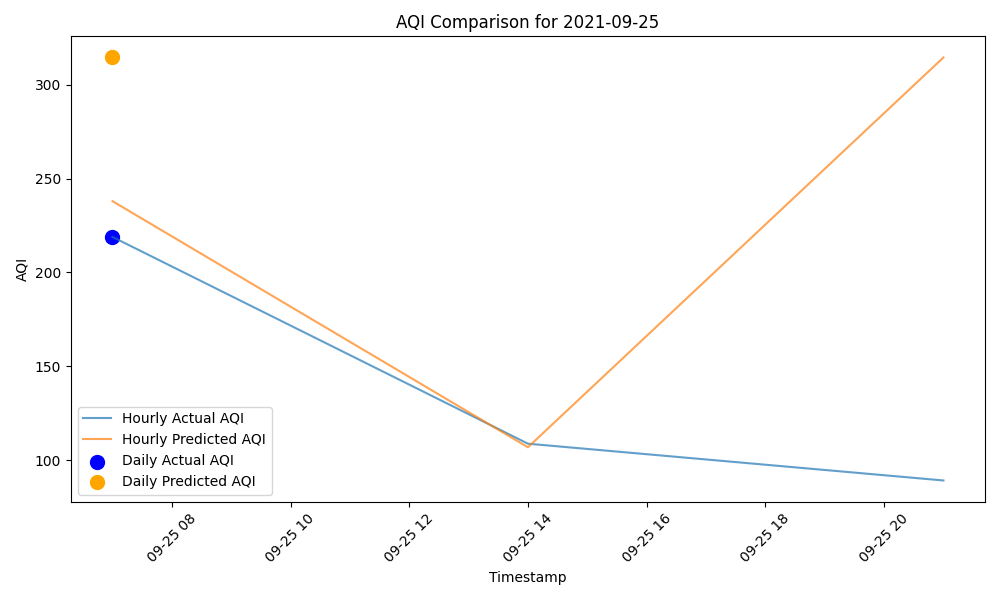 AQI Comparison for 2021-09-25
AQI
300
250
200
150
100
Hourly Actual AQI
Hourly Predicted AQI
Daily Actual AQI
Daily Predicted AQI
09-25 08
09-25 10
09-25 12
09-25 14
09-25 16
09-25 18
09-25 20
Timestamp